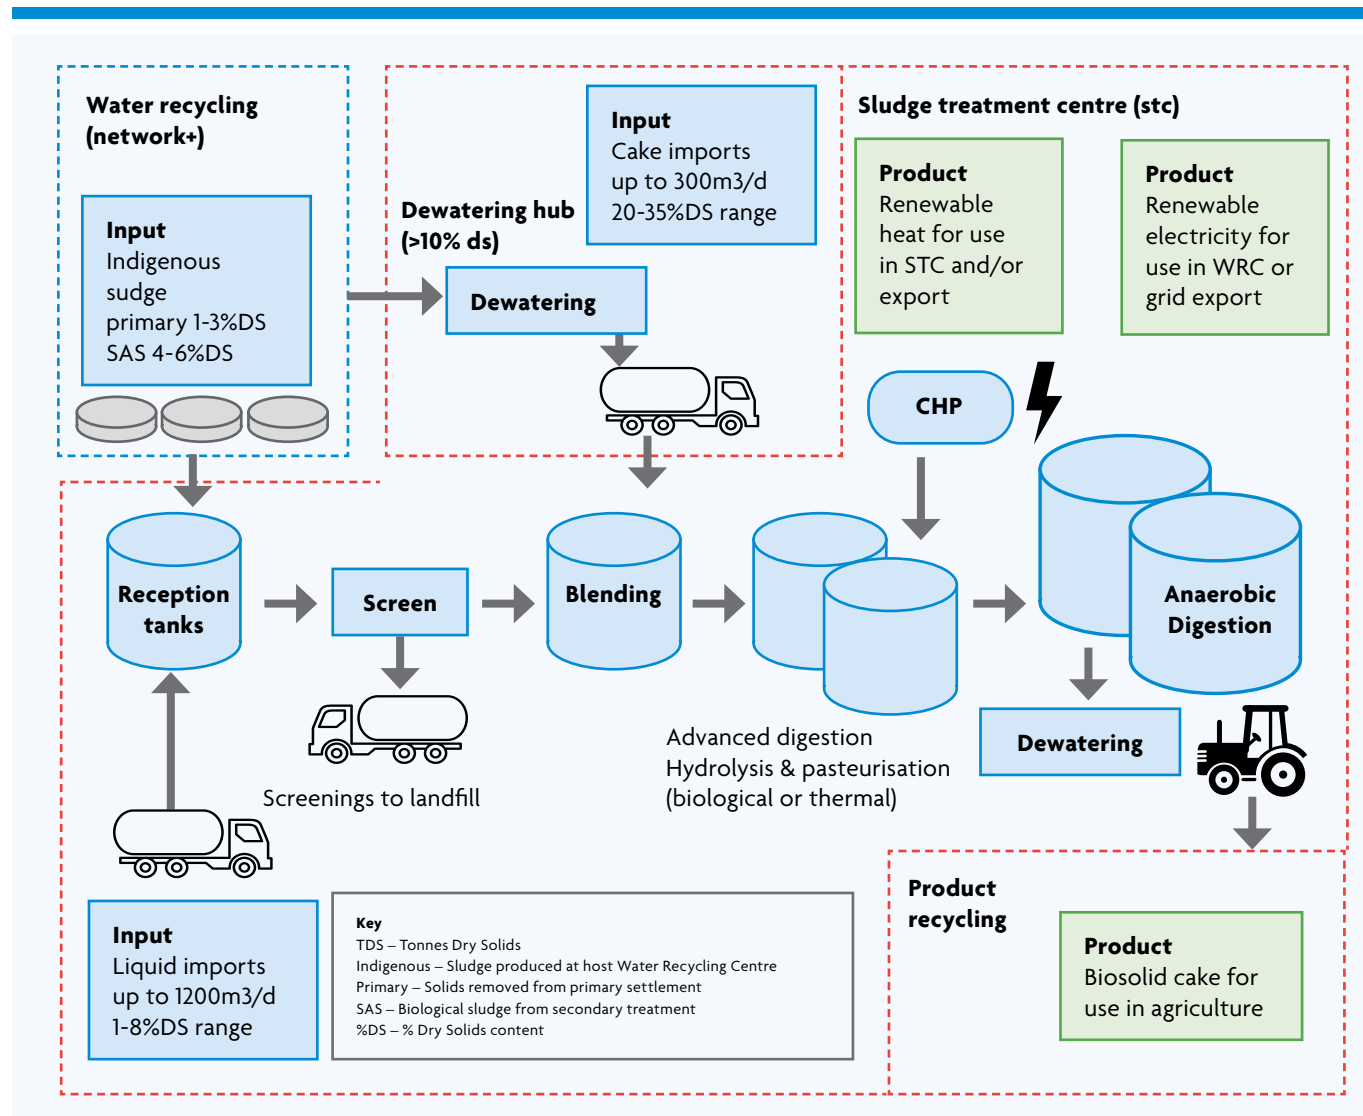 Water recycling
(network+)
Input
Indigenous
sudge
primary 1-3%DS
SAS 4-6%DS
Dewatering hub
(>10% ds)
Input
Cake imports
up to 300m3/d
20-35%DS range
Dewatering
Sludge treatment centre (stc)
Product
Renewable
heat for use
in STC and/or
export
Product
Renewable
electricity for
use in WRC or
grid export
CHP
Reception
tanks
Screen
Blending
Anaerobic
Digestion
Screenings to landfill
Advanced digestion
Hydrolysis & pasteurisation
(biological or thermal)
Dewatering
Input
Liquid imports
up to 1200m3/d
1-8%DS range
Key
TDS – Tonnes Dry Solids
Indigenous – Sludge produced at host Water Recycling Centre
Primary – Solids removed from primary settlement
SAS – Biological sludge from secondary treatment
%DS – % Dry Solids content
Product
recycling
Product
Biosolid cake for
use in agriculture